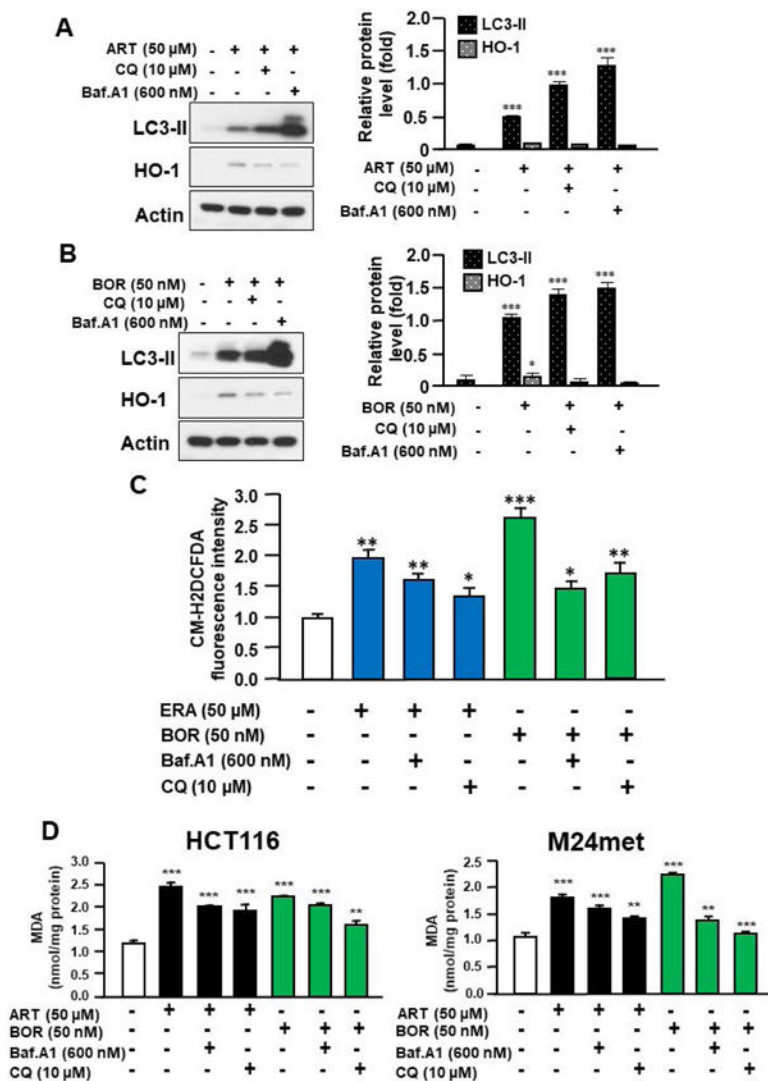 A
ART (50 µM) - + + +
CQ (10 µM) - - + -
Baf.A1 (600 nM) - - - +
LC3-II
HO-1
Actin
Relative protein
level (fold)
2.0
1.5
1.0
0.5
0
LC3-II
HO-1
***
***
***
ART (50 µM) - + + +
CQ (10 µM) - - + -
Baf.A1 (600 nM) - - - +
B
BOR (50 nM) - + + +
CQ (10 µM) - - + -
Baf.A1 (600 nM) - - - +
LC3-II
HO-1
Actin
Relative protein
level (fold)
2.0
1.5
1.0
0.5
0
LC3-II
HO-1
***
*
***
***
BOR (50 nM) - + + +
CQ (10 µM) - - + -
Baf.A1 (600 nM) - - - +
C
CM-H2DCFDA
fluorescence intensity
3.0
2.5
2.0
1.5
1.0
0.5
0.0
** ** * *** * **
ERA (50 µM) - + + + - - -
BOR (50 nM) - - - - + + +
Baf.A1 (600 nM) - - + - - + -
CQ (10 µM) - - - + - - +
D
HCT116
MDA
(nmol/mg protein)
3.0
2.5
2.0
1.5
1.0
0.5
0.0
*** *** *** *** *** **
ART (50 µM) - + + + - - -
BOR (50 nM) - - - - + + +
Baf.A1 (600 nM) - - + - - + -
CQ (10 µM) - - - + - - +
M24met
MDA
(nmol/mg protein)
2.5
2.0
1.5
1.0
0.5
0.0
*** *** ** *** ** ***
ART (50 µM) - + + + - - -
BOR (50 nM) - - - - + + +
Baf.A1 (600 nM) - - + - - + -
CQ (10 µM) - - - + - - +